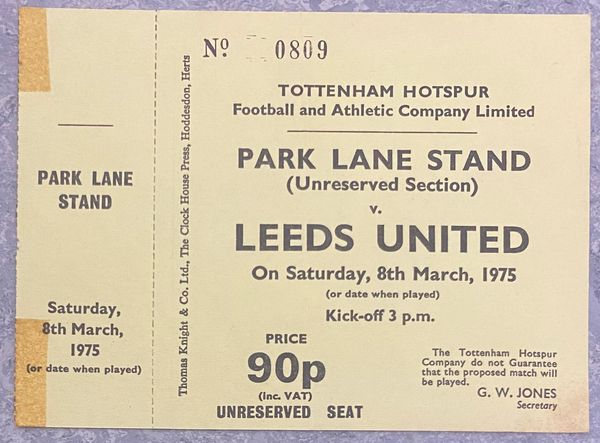 PARK LANE
STAND
Saturday,
8th March,
1975
(or date when played)
Thomas Knight & Co. Ltd., The Clock House Press, Hoddesdon, Herts
Nº 0809
TOTTENHAM HOTSPUR
Football and Athletic Company Limited
PARK LANE STAND
(Unreserved Section)
v.
LEEDS UNITED
On Saturday, 8th March, 1975
(or date when played)
Kick-off 3 p.m.
PRICE
90p
(inc. VAT)
UNRESERVED SEAT
The Tottenham Hotspur
Company do not Guarantee
that the proposed match will
be played.
G. W. JONES
Secretary